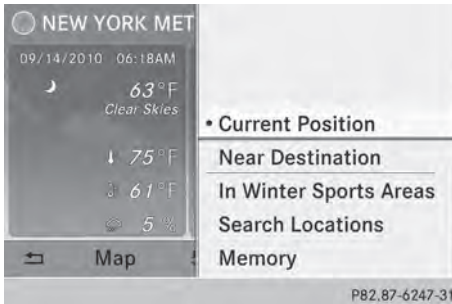 NEW YORK MET
09/14/2010 06:18AM
63°F
Clear Skies
• Current Position
75°F
Near Destination
61°F
In Winter Sports Areas
5 %
Search Locations
Map
Memory
P82.87-6247-31